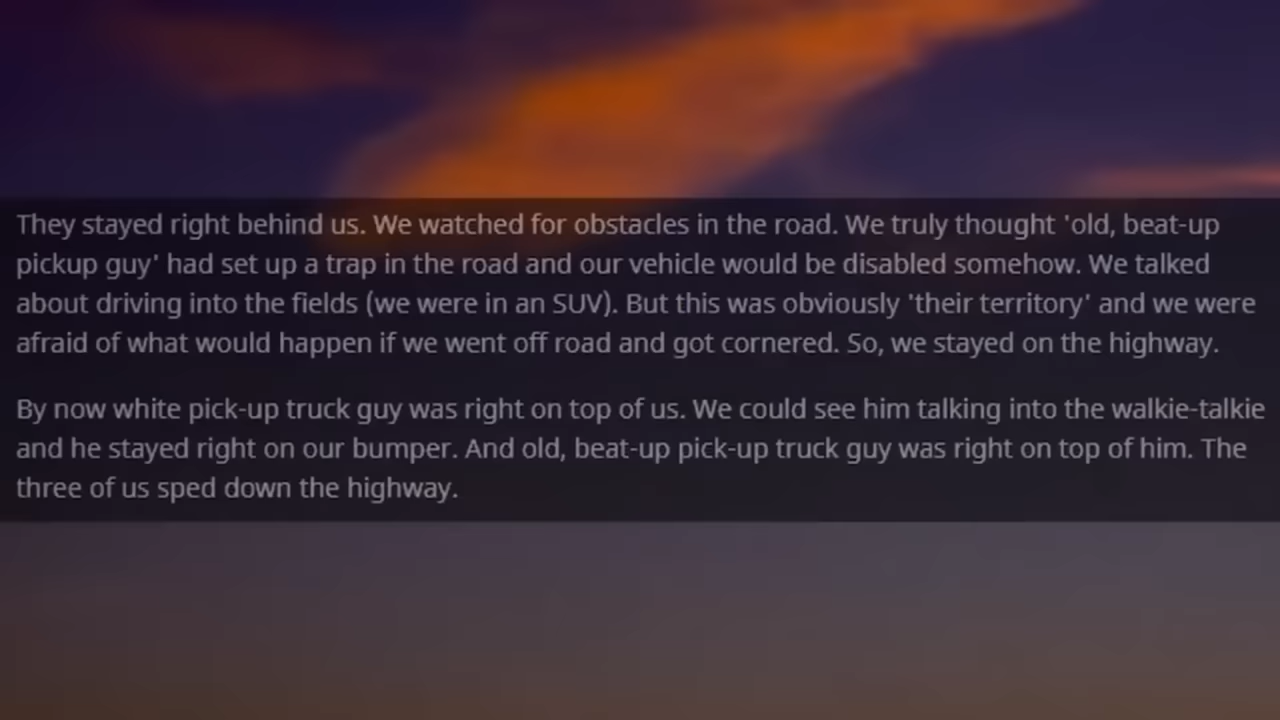 They stayed right behind us. We watched for obstacles in the road. We truly thought 'old, beat-up
pickup guy' had set up a trap in the road and our vehicle would be disabled somehow. We talked
about driving into the fields (we were in an SUV). But this was obviously 'their territory' and we were
afraid of what would happen if we went off road and got cornered. So, we stayed on the highway.
By now white pick-up truck guy was right on top of us. We could see him talking into the walkie-talkie
and he stayed right on our bumper. And old, beat-up pick-up truck guy was right on top of him. The
three of us sped down the highway.